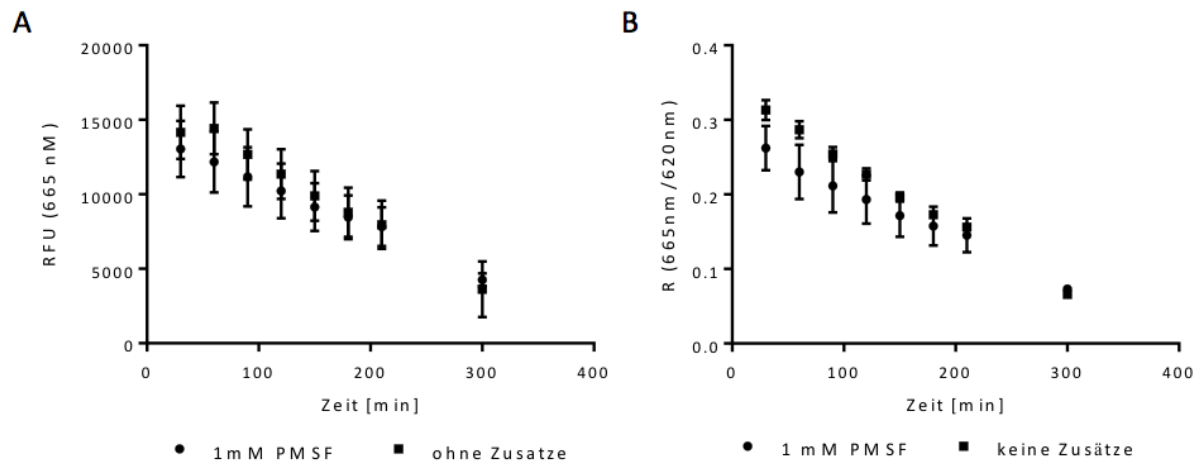 A
20000
15000
10000
5000
0
RFU (665 nM)
0 100 200 300 400
Zeit [min]
1mM PMSF ohne Zusatze
B
0.4
0.3
0.2
0.1
0.0
R (665nm/620nm)
0 100 200 300 400
Zeit [min]
1 mM PMSF keine Zusätze